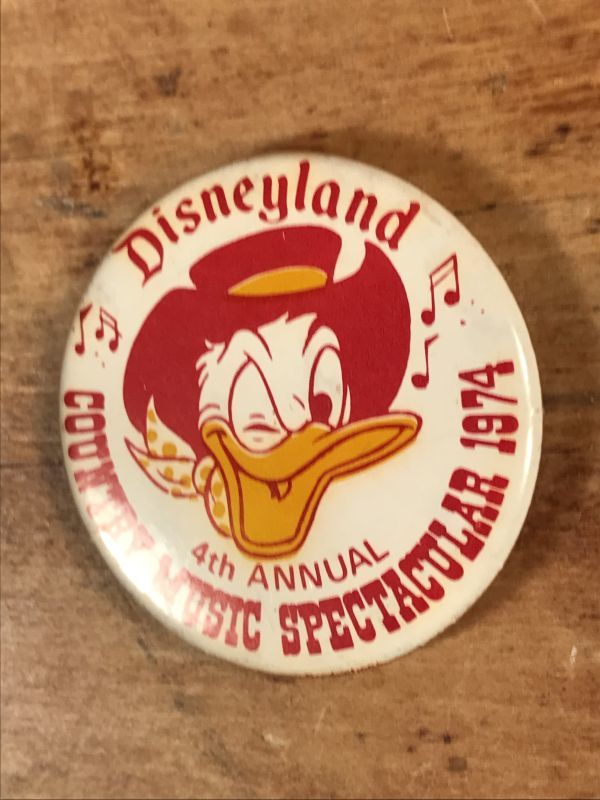 Disneyland
4th ANNUAL
COUNTRY MUSIC SPECTACULAR 1974